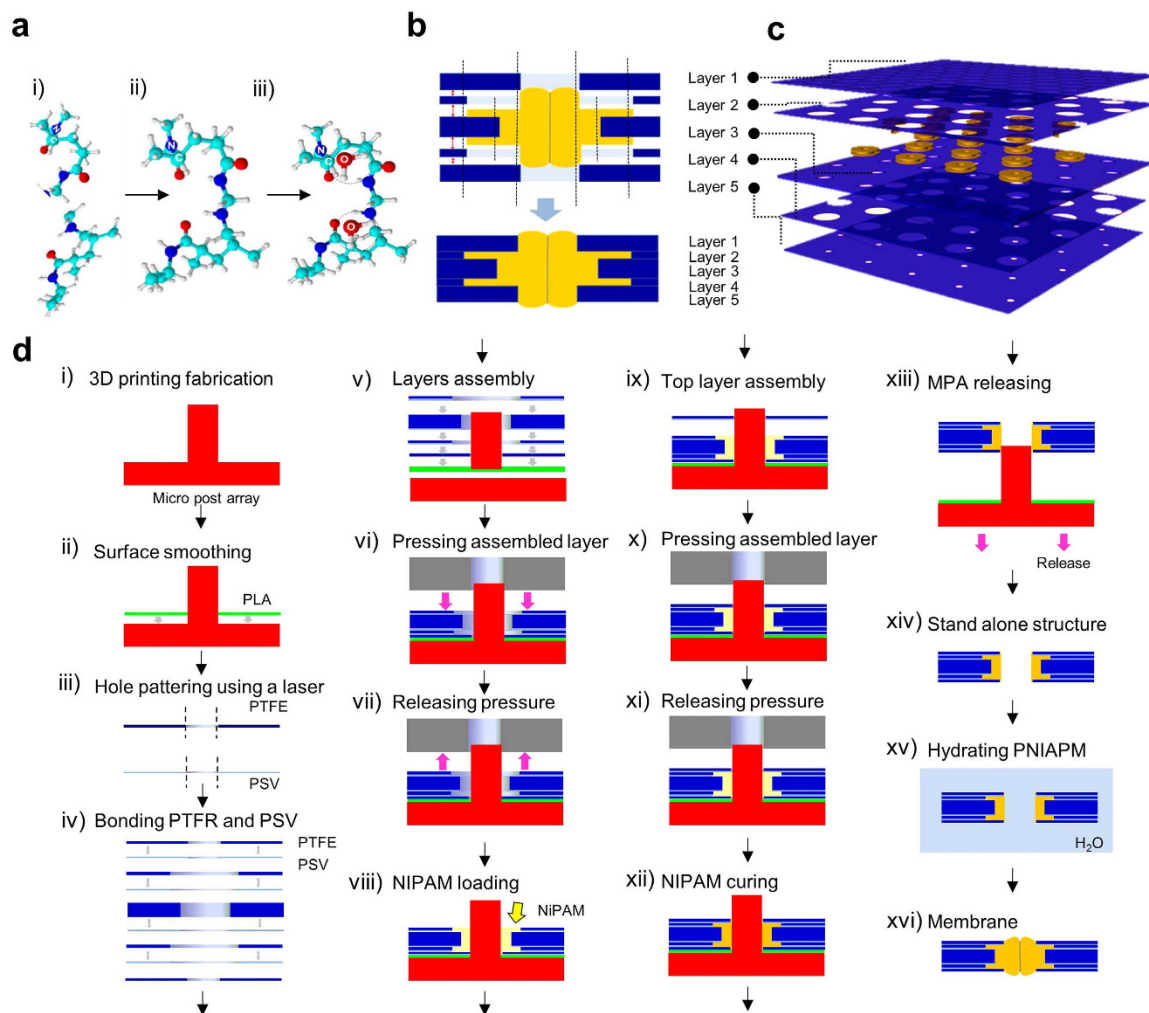 a
i)
ii)
iii)
N
C
N
C
N
C
O
O
b
Layer 1
Layer 2
Layer 3
Layer 4
Layer 5
c
Layer 1
Layer 2
Layer 3
Layer 4
Layer 5
d
i)
3D printing fabrication
Micro post array
ii)
Surface smoothing
PLA
iii)
Hole pattering using a laser
PTFE
PSV
iv)
Bonding PTFR and PSV
PTFE
PSV
v)
Layers assembly
vi)
Pressing assembled layer
vii)
Releasing pressure
viii)
NIPAM loading
NiPAM
ix)
Top layer assembly
x)
Pressing assembled layer
xi)
Releasing pressure
xii)
NIPAM curing
xiii)
MPA releasing
Release
xiv)
Stand alone structure
xv)
Hydrating PNIAPM
H₂O
xvi)
Membrane